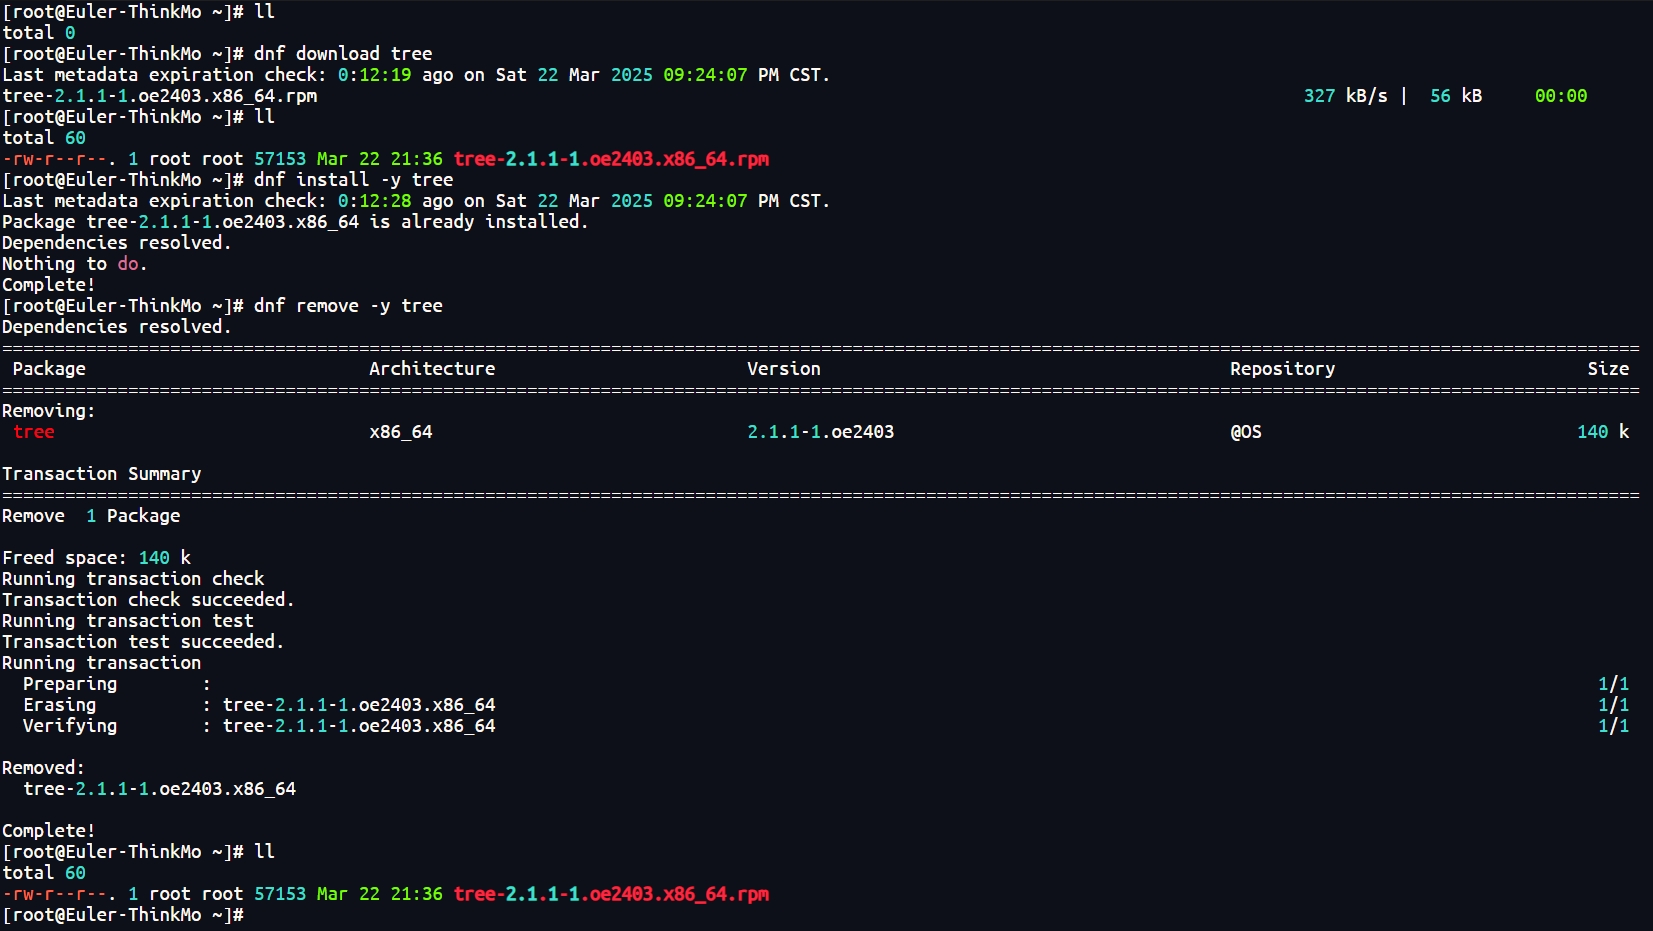 [root@Euler-ThinkMo ~]# ll
total 0
[root@Euler-ThinkMo ~]# dnf download tree
Last metadata expiration check: 0:12:19 ago on Sat 22 Mar 2025 09:24:07 PM CST.
tree-2.1.1-1.oe2403.x86_64.rpm 327 kB/s | 56 kB 00:00
[root@Euler-ThinkMo ~]# ll
total 60
-rw-r--r--. 1 root root 57153 Mar 22 21:36 tree-2.1.1-1.oe2403.x86_64.rpm
[root@Euler-ThinkMo ~]# dnf install -y tree
Last metadata expiration check: 0:12:28 ago on Sat 22 Mar 2025 09:24:07 PM CST.
Package tree-2.1.1-1.oe2403.x86_64 is already installed.
Dependencies resolved.
Nothing to do.
Complete!
[root@Euler-ThinkMo ~]# dnf remove -y tree
Dependencies resolved.
============================================================================================================================================================
Package Architecture Version Repository Size
============================================================================================================================================================
Removing:
tree x86_64 2.1.1-1.oe2403 @OS 140 k
Transaction Summary
============================================================================================================================================================
Remove 1 Package
Freed space: 140 k
Running transaction check
Transaction check succeeded.
Running transaction test
Transaction test succeeded.
Running transaction
Preparing : 1/1
Erasing : tree-2.1.1-1.oe2403.x86_64 1/1
Verifying : tree-2.1.1-1.oe2403.x86_64 1/1
Removed:
tree-2.1.1-1.oe2403.x86_64
Complete!
[root@Euler-ThinkMo ~]# ll
total 60
-rw-r--r--. 1 root root 57153 Mar 22 21:36 tree-2.1.1-1.oe2403.x86_64.rpm
[root@Euler-ThinkMo ~]#